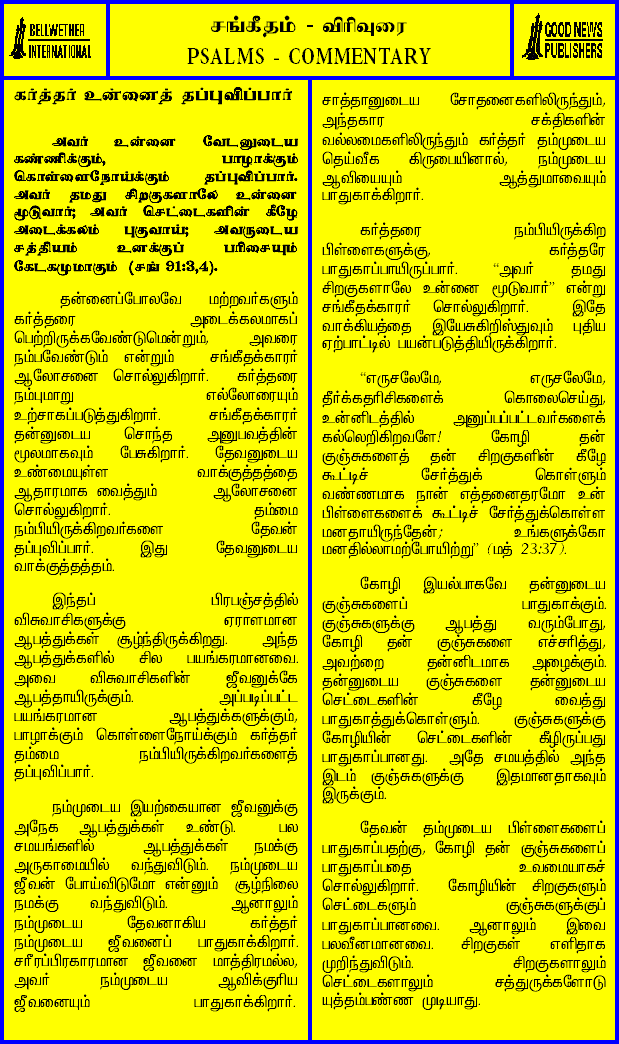 BELLWETHER
INTERNATIONAL
சங்கீதம் - விரிவுரை
PSALMS - COMMENTARY
GOOD NEWS
PUBLISHERS
கர்த்தர் உன்னைத் தப்புவிப்பார்
அவர் உன்னை வேடனுடைய
கண்ணிக்கும், பாழாக்கும்
கொள்ளைநோய்க்கும் தப்புவிப்பார்.
அவர் தமது சிறகுகளாலே உன்னை
மூடுவார்; அவர் செட்டைகளின் கீழே
அடைக்கலம் புகுவாய்; அவருடைய
சத்தியம் உனக்குப் பரிசையும்
கேடகமுமாகும் (சங் 91:3,4).
தன்னைப்போலவே மற்றவர்களும்
கர்த்தரை அடைக்கலமாகப்
பெற்றிருக்கவேண்டுமென்றும், அவரை
நம்பவேண்டும் என்றும் சங்கீதக்காரர்
ஆலோசனை சொல்லுகிறார். கர்த்தரை
நம்புமாறு எல்லோரையும்
உற்சாகப்படுத்துகிறார். சங்கீதக்காரர்
தன்னுடைய சொந்த அனுபவத்தின்
மூலமாகவும் பேசுகிறார். தேவனுடைய
உண்மையுள்ள வாக்குத்தத்தை
ஆதாரமாக வைத்தும் ஆலோசனை
சொல்லுகிறார். தம்மை
நம்பியிருக்கிறவர்களை தேவன்
தப்புவிப்பார். இது தேவனுடைய
வாக்குத்தத்தம்.
இந்தப் பிரபஞ்சத்தில்
விசுவாசிகளுக்கு ஏராளமான
ஆபத்துக்கள் சூழ்ந்திருக்கிறது. அந்த
ஆபத்துக்களில் சில பயங்கரமானவை.
அவை விசுவாசிகளின் ஜீவனுக்கே
ஆபத்தாயிருக்கும். அப்படிப்பட்ட
பயங்கரமான ஆபத்துக்களுக்கும்,
பாழாக்கும் கொள்ளைநோய்க்கும் கர்த்தர்
தம்மை நம்பியிருக்கிறவர்களைத்
தப்புவிப்பார்.
நம்முடைய இயற்கையான ஜீவனுக்கு
அநேக ஆபத்துக்கள் உண்டு. பல
சமயங்களில் ஆபத்துக்கள் நமக்கு
அருகாமையில் வந்துவிடும். நம்முடைய
ஜீவன் போய்விடுமோ என்னும் சூழ்நிலை
நமக்கு வந்துவிடும். ஆனாலும்
நம்முடைய தேவனாகிய கர்த்தர்
நம்முடைய ஜீவனைப் பாதுகாக்கிறார்.
சரீரப்பிரகாரமான ஜீவனை மாத்திரமல்ல,
அவர் நம்முடைய ஆவிக்குரிய
ஜீவனையும் பாதுகாக்கிறார்.
சாத்தானுடைய சோதனைகளிலிருந்தும்,
அந்தகார சக்திகளின்
வல்லமைகளிலிருந்தும் கர்த்தர் தம்முடைய
தெய்வீக கிருபையினால், நம்முடைய
ஆவியையும் ஆத்துமாவையும்
பாதுகாக்கிறார்.
கர்த்தரை நம்பியிருக்கிற
பிள்ளைகளுக்கு, கர்த்தரே
பாதுகாப்பாயிருப்பார். “அவர் தமது
சிறகுகளாலே உன்னை மூடுவார்” என்று
சங்கீதக்காரர் சொல்லுகிறார். இதே
வாக்கியத்தை இயேசுகிறிஸ்துவும் புதிய
ஏற்பாட்டில் பயன்படுத்தியிருக்கிறார்.
“எருசலேமே, எருசலேமே,
தீர்க்கதரிசிகளைக் கொலைசெய்து,
உன்னிடத்தில் அனுப்பப்பட்டவர்களைக்
கல்லெறிகிறவளே! கோழி தன்
குஞ்சுகளைத் தன் சிறகுகளின் கீழே
கூட்டிச் சேர்த்துக் கொள்ளும்
வண்ணமாக நான் எத்தனைதரமோ உன்
பிள்ளைகளைக் கூட்டிச் சேர்த்துக்கொள்ள
மனதாயிருந்தேன்; உங்களுக்கோ
மனதில்லாமற்போயிற்று” (மத் 23:37).
கோழி இயல்பாகவே தன்னுடைய
குஞ்சுகளைப் பாதுகாக்கும்.
குஞ்சுகளுக்கு ஆபத்து வரும்போது,
கோழி தன் குஞ்சுகளை எச்சரித்து,
அவற்றை தன்னிடமாக அழைக்கும்.
தன்னுடைய குஞ்சுகளை தன்னுடைய
செட்டைகளின் கீழே வைத்து
பாதுகாத்துக்கொள்ளும். குஞ்சுகளுக்கு
கோழியின் செட்டைகளின் கீழிருப்பது
பாதுகாப்பானது. அதே சமயத்தில் அந்த
இடம் குஞ்சுகளுக்கு இதமானதாகவும்
இருக்கும்.
தேவன் தம்முடைய பிள்ளைகளைப்
பாதுகாப்பதற்கு, கோழி தன் குஞ்சுகளைப்
பாதுகாப்பதை உவமையாகச்
சொல்லுகிறார். கோழியின் சிறகுகளும்
செட்டைகளும் குஞ்சுகளுக்குப்
பாதுகாப்பானவை. ஆனாலும் இவை
பலவீனமானவை. சிறகுகள் எளிதாக
முறிந்துவிடும். சிறகுகளாலும்
செட்டைகளாலும் சத்துருக்களோடு
யுத்தம்பண்ண முடியாது.